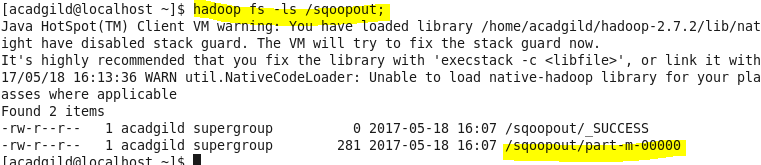 [acadgild@localhost ~]$ hadoop fs -ls /sqoopout;
Java HotSpot(TM) Client VM warning: You have loaded library /home/acadgild/hadoop-2.7.2/lib/nat
ight have disabled stack guard. The VM will try to fix the stack guard now.
It's highly recommended that you fix the library with 'execstack -c <libfile>', or link it with
17/05/18 16:13:36 WARN util.NativeCodeLoader: Unable to load native-hadoop library for your pla
asses where applicable
Found 2 items
-rw-r--r--   1 acadgild supergroup          0 2017-05-18 16:07 /sqoopout/_SUCCESS
-rw-r--r--   1 acadgild supergroup        281 2017-05-18 16:07 /sqoopout/part-m-00000
[acadgild@localhost ~]$